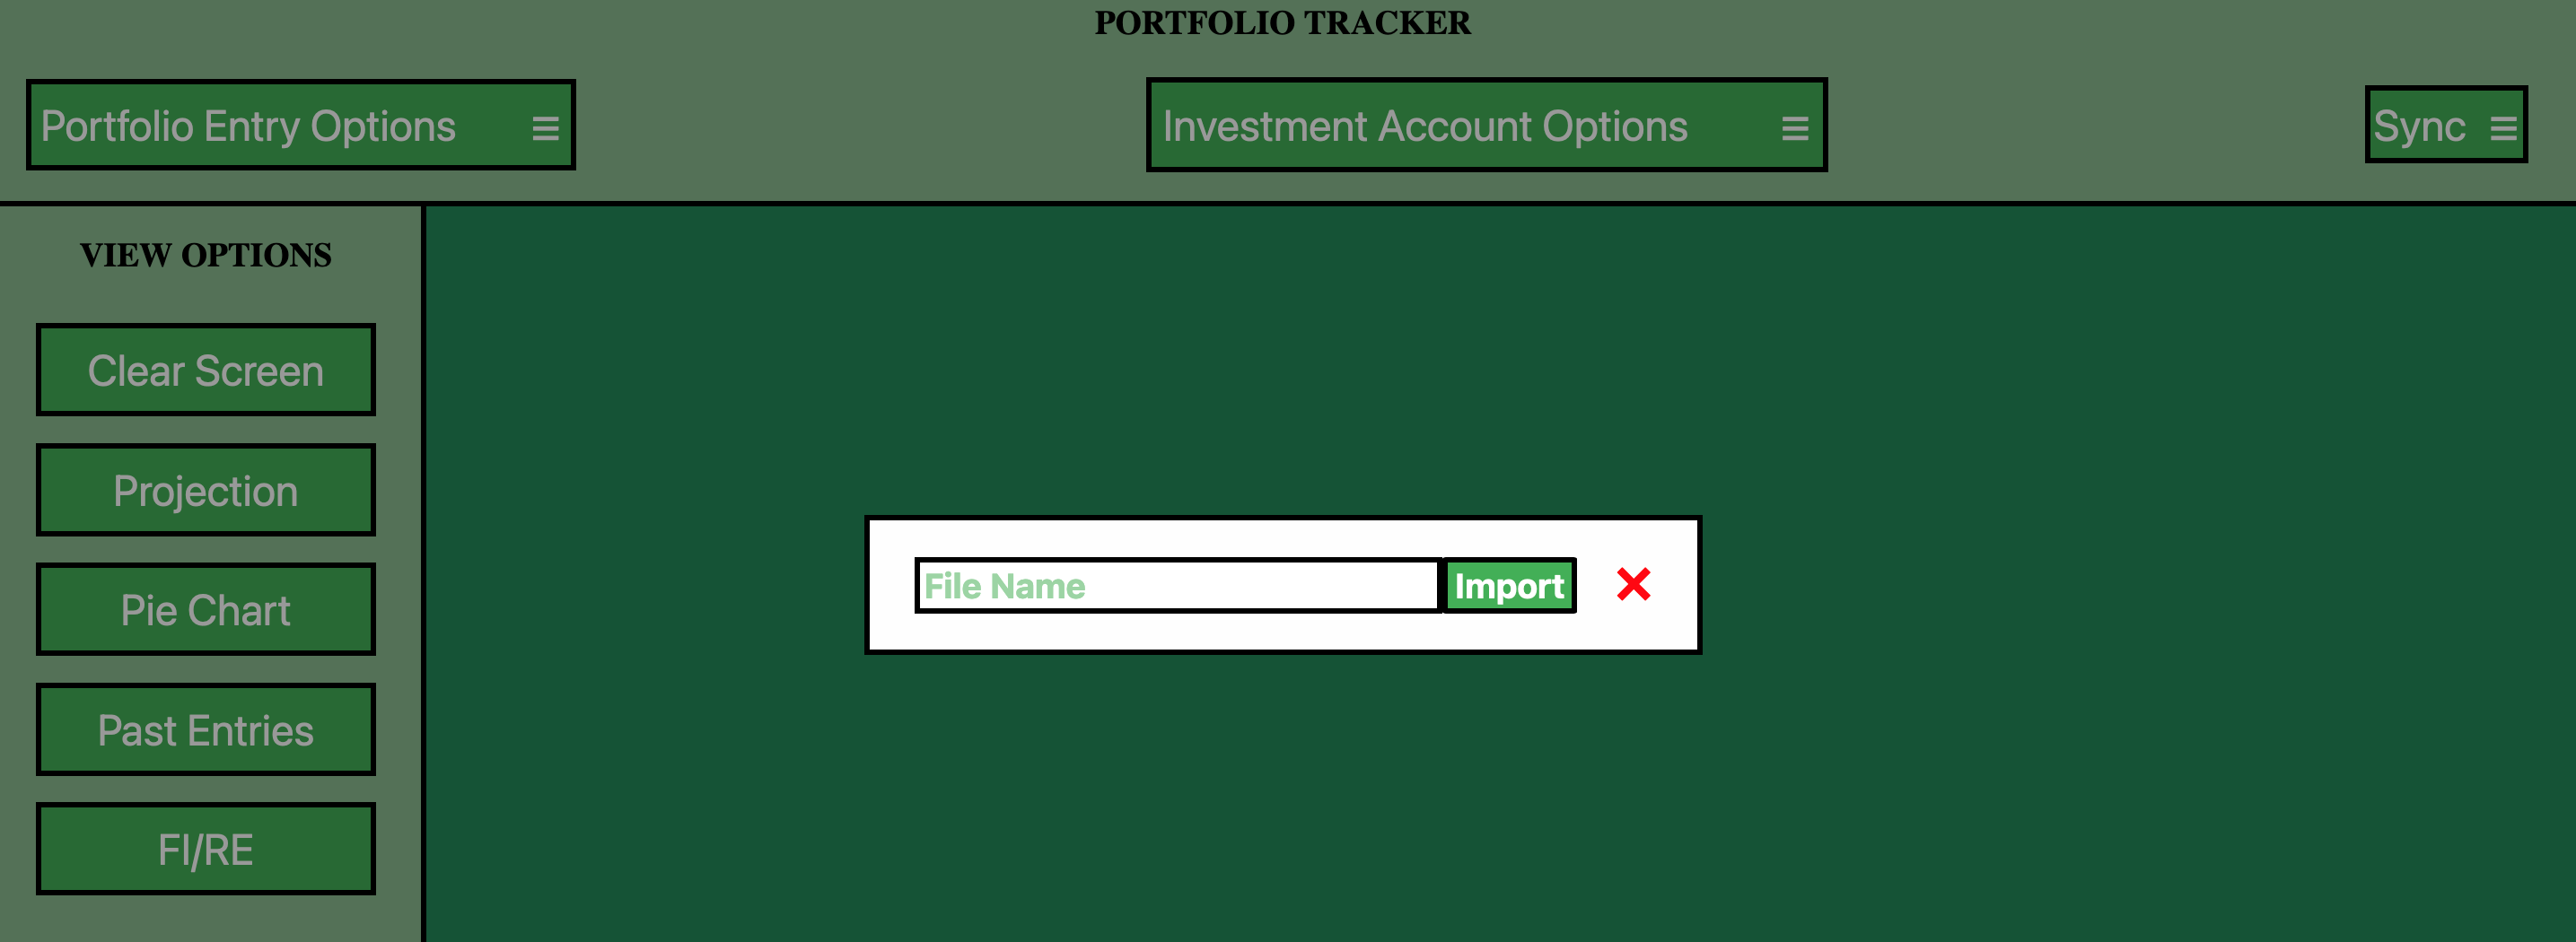 PORTFOLIO TRACKER
Portfolio Entry Options
Investment Account Options
Sync
VIEW OPTIONS
Clear Screen
Projection
Pie Chart
Past Entries
FI/RE
File Name
Import